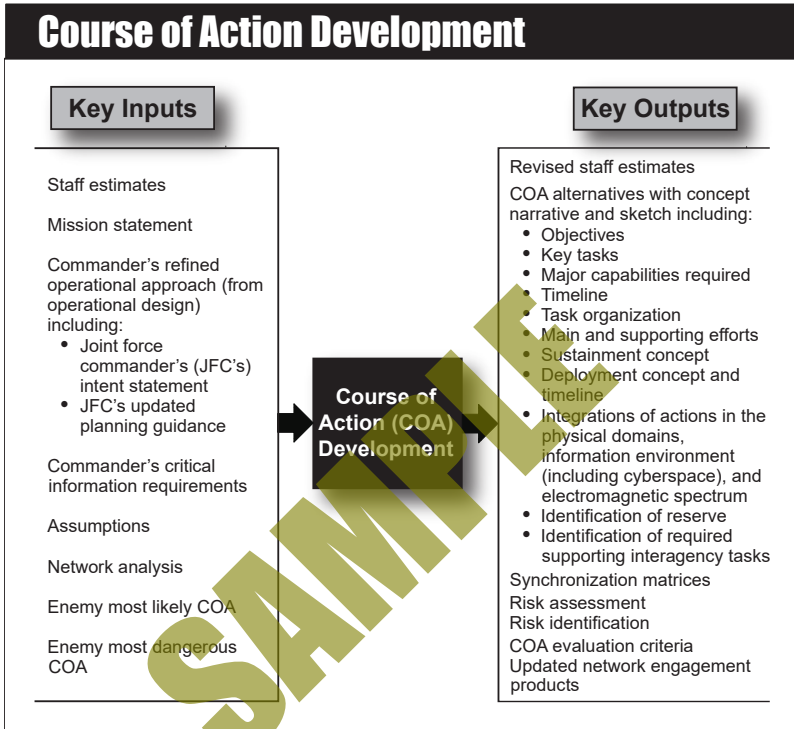 Course of Action Development
Key Inputs
Staff estimates
Mission statement
Commander’s refined
operational approach (from
operational design)
including:
• Joint force
commander’s (JFC’s)
intent statement
• JFC’s updated
planning guidance
Commander’s critical
information requirements
Assumptions
Network analysis
Enemy most likely COA
Enemy most dangerous
COA
Course of
Action (COA)
Development
Key Outputs
Revised staff estimates
COA alternatives with concept
narrative and sketch including:
• Objectives
• Key tasks
• Major capabilities required
• Timeline
• Task organization
• Main and supporting efforts
• Sustainment concept
• Deployment concept and
timeline
• Integrations of actions in the
physical domains,
information environment
(including cyberspace), and
electromagnetic spectrum
• Identification of reserve
• Identification of required
supporting interagency tasks
Synchronization matrices
Risk assessment
Risk identification
COA evaluation criteria
Updated network engagement
products
SAMPLE